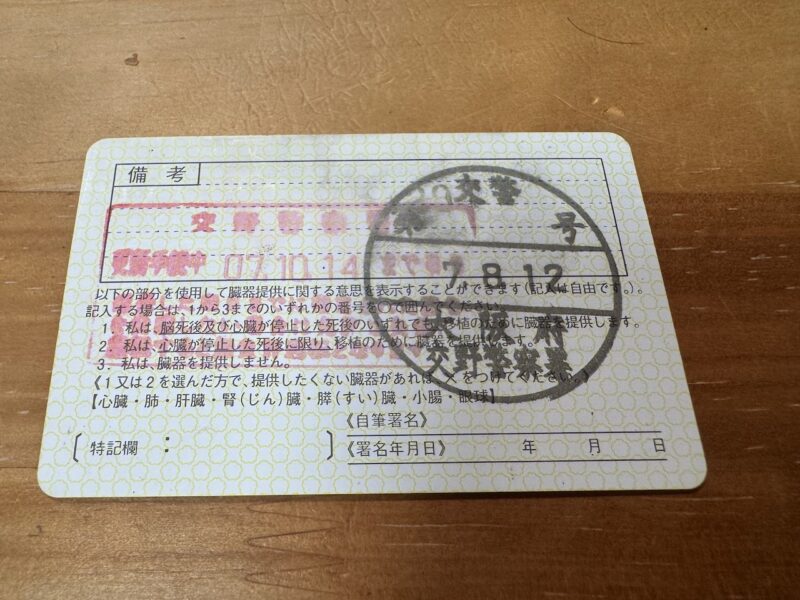 備考
交警
第 号
交野警
更新手続中 07.10.14 まで有
7.8.12
以下の部分を使用して臓器提供に関する意思を表示することができます(記入は自由です。)。
記入する場合は、1から3までのいずれかの番号を〇で囲んでください。
1. 私は、脳死後及び心臓が停止した死後のいずれでも、移植のために臓器を提供します。
2. 私は、心臓が停止した死後に限り、移植のために臓器を提供します。
3. 私は、臓器を提供しません。
大阪府
交野警察署
《1又は2を選んだ方で、提供したくない臓器があれば、×をつけてください。》
【心臓・肺・肝臓・腎(じん)臓・膵(すい)臓・小腸・眼球】
《自筆署名》
〔特記欄: 〕
《署名年月日》 年 月 日